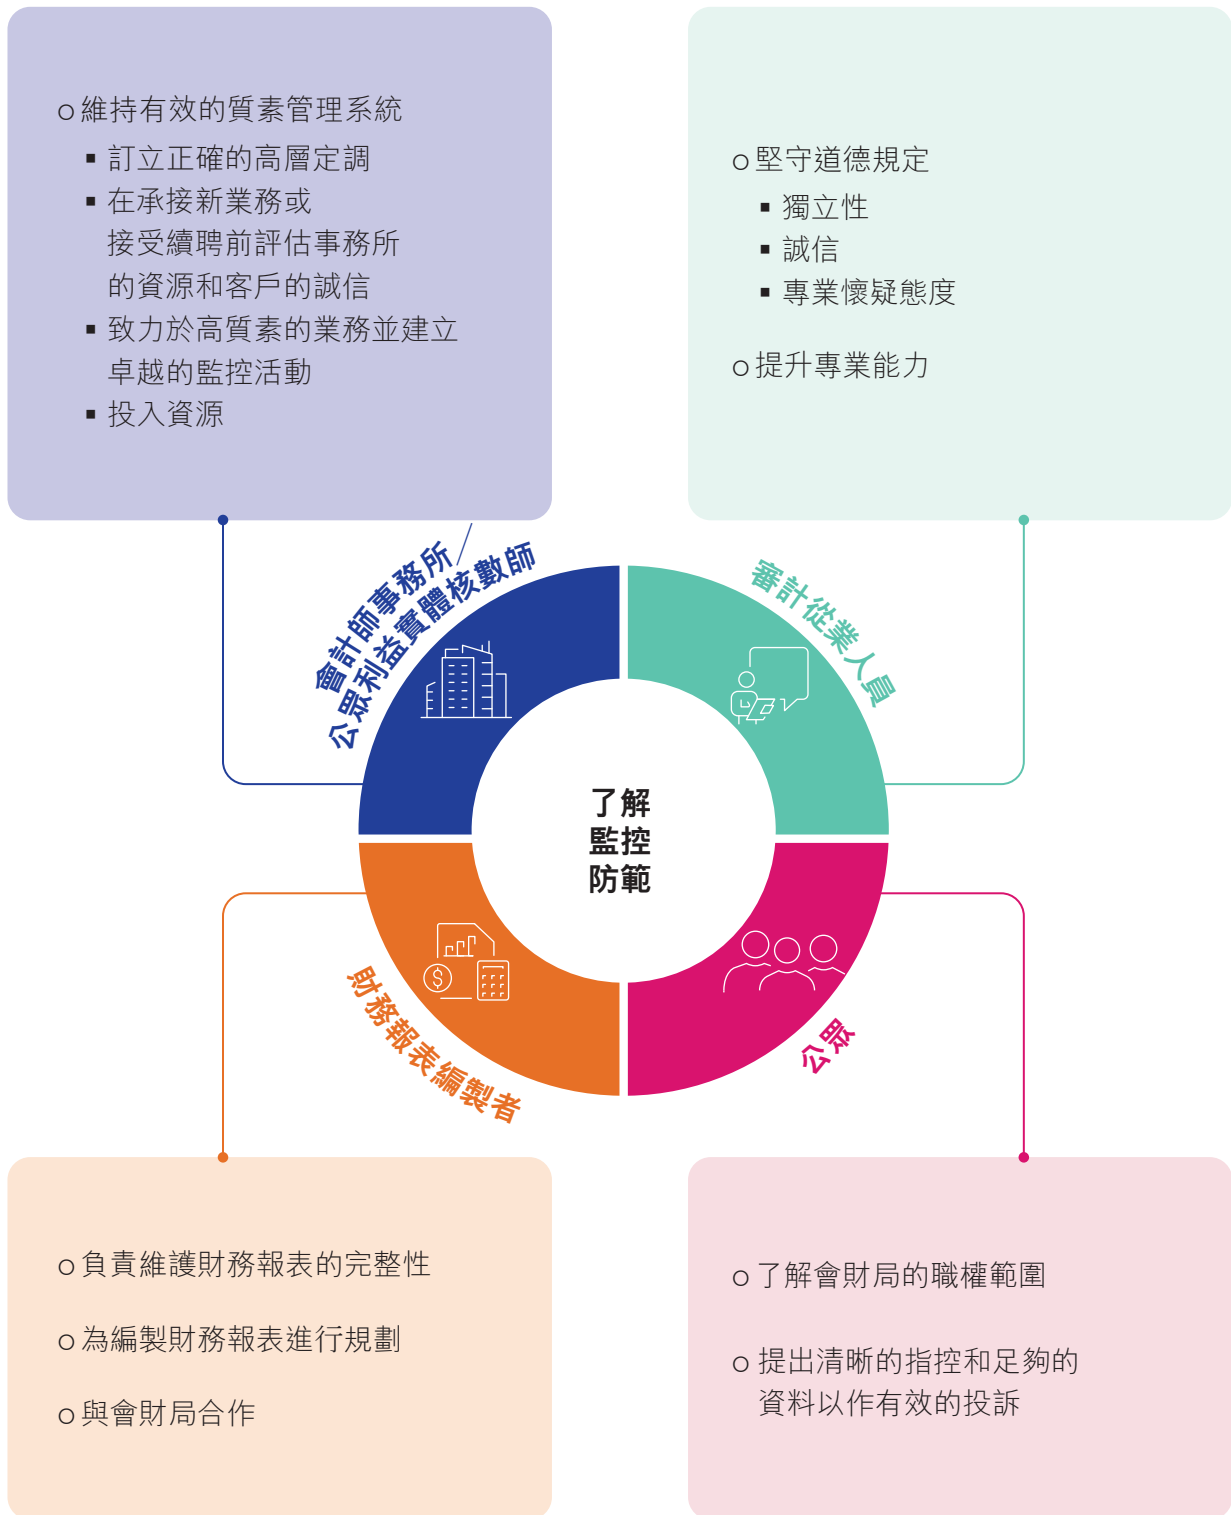 o 維持有效的質素管理系統
▪ 訂立正確的高層定調
▪ 在承接新業務或
接受續聘前評估事務所
的資源和客戶的誠信
▪ 致力於高質素的業務並建立
卓越的監控活動
▪ 投入資源
o 堅守道德規定
▪ 獨立性
▪ 誠信
▪ 專業懷疑態度
o 提升專業能力
會計師事務所/
公眾利益實體核數師
審計從業人員
了解
監控
防範
財務報表編製者
公眾
o 負責維護財務報表的完整性
o 為編製財務報表進行規劃
o 與會財局合作
o 了解會財局的職權範圍
o 提出清晰的指控和足夠的
資料以作有效的投訴